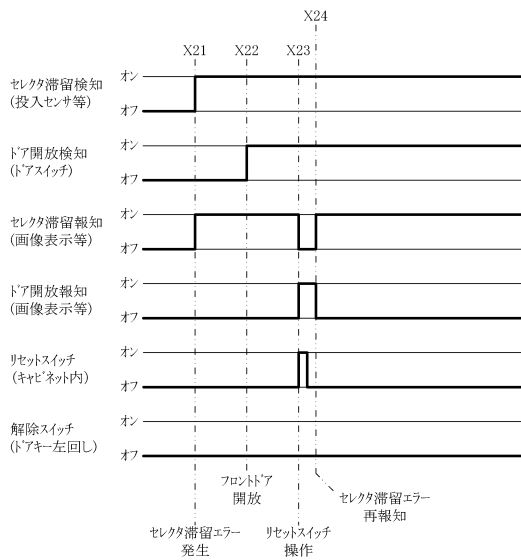 X24
X21 X22 X23
セレクタ滞留検知
(投入センサ等)
オン
オフ
ドア開放検知
(ドアスイッチ)
オン
オフ
セレクタ滞留報知
(画像表示等)
オン
オフ
ドア開放報知
(画像表示等)
オン
オフ
リセットスイッチ
(キャビネット内)
オン
オフ
解除スイッチ
(ドアキー左回し)
オン
オフ
フロントドア
開放
セレクタ滞留エラー
再報知
セレクタ滞留エラー
発生
リセットスイッチ
操作